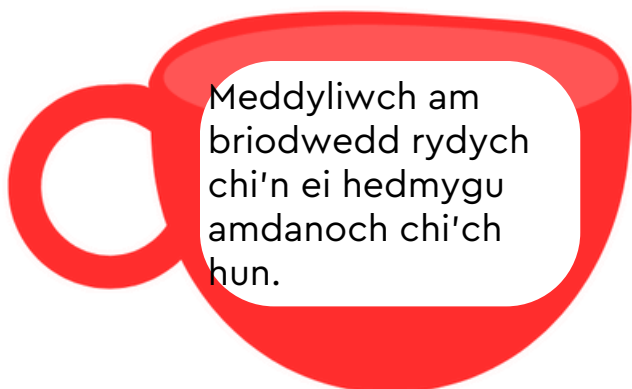 Meddyliwch am
briodwedd rydych
chi'n ei hedmygu
amdanoch chi'ch
hun.